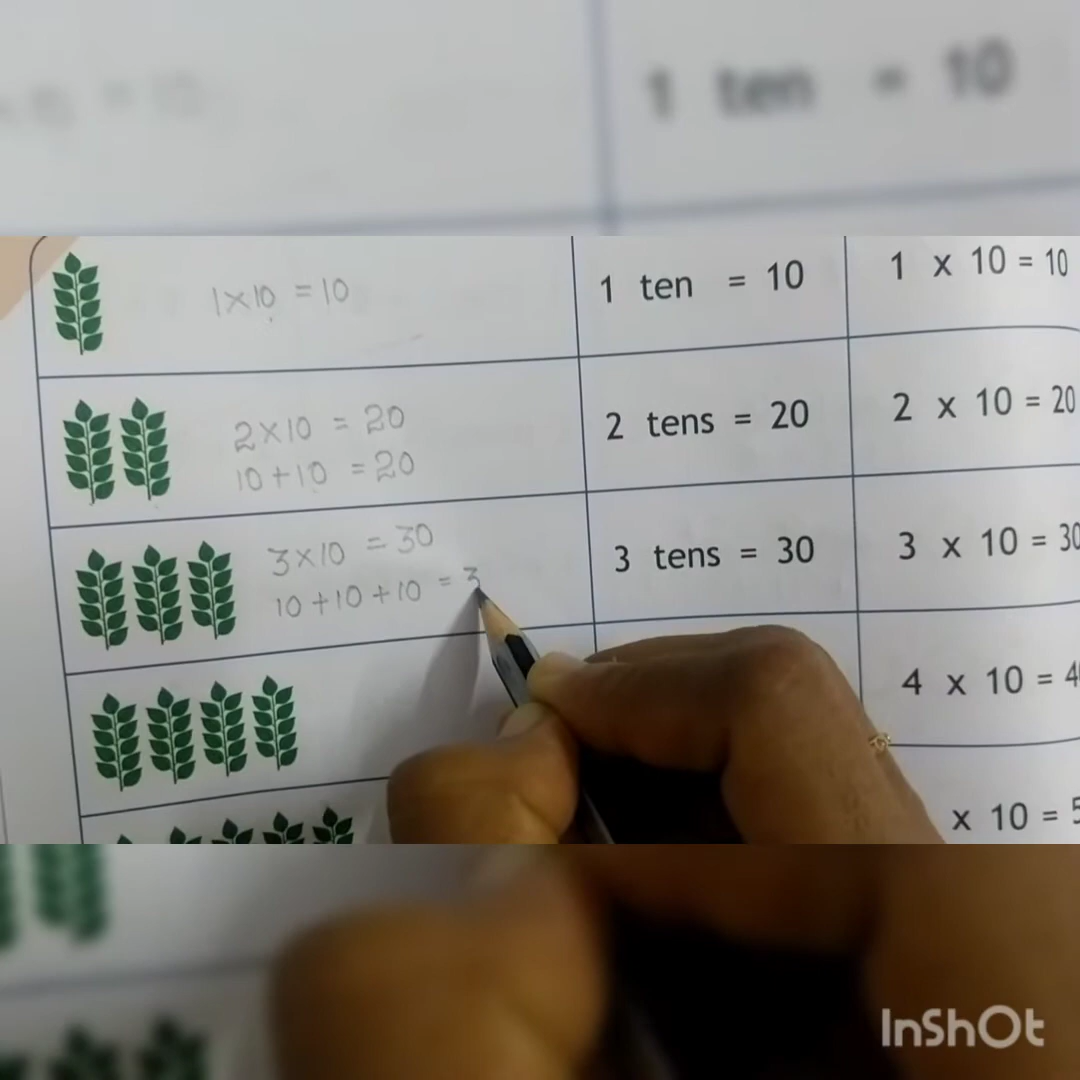 1 ten = 10
1×10 = 10
1 ten = 10
1 x 10 = 10
2×10 = 20
10+10 = 20
2 tens = 20
2 x 10 = 20
3×10 = 30
10+10+10 = 3
3 tens = 30
3 x 10 = 30
4 x 10 = 4
x 10 = 5
InShOt